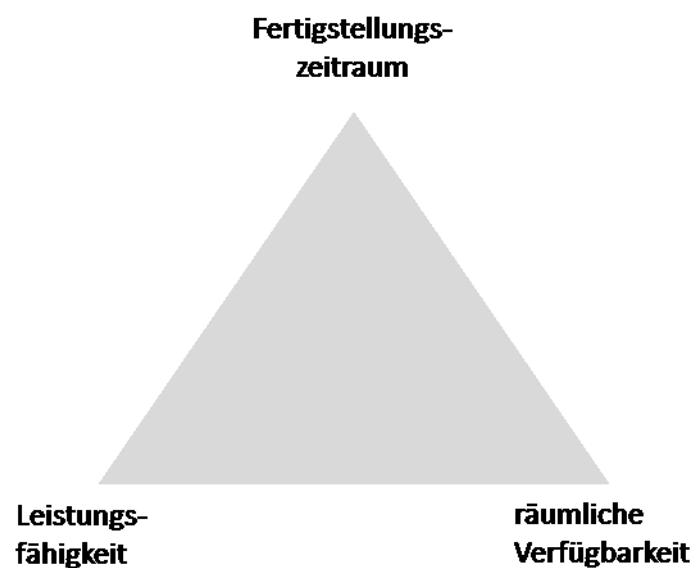 Fertigstellungs-
zeitraum
Leistungs-
fähigkeit
räumliche
Verfügbarkeit